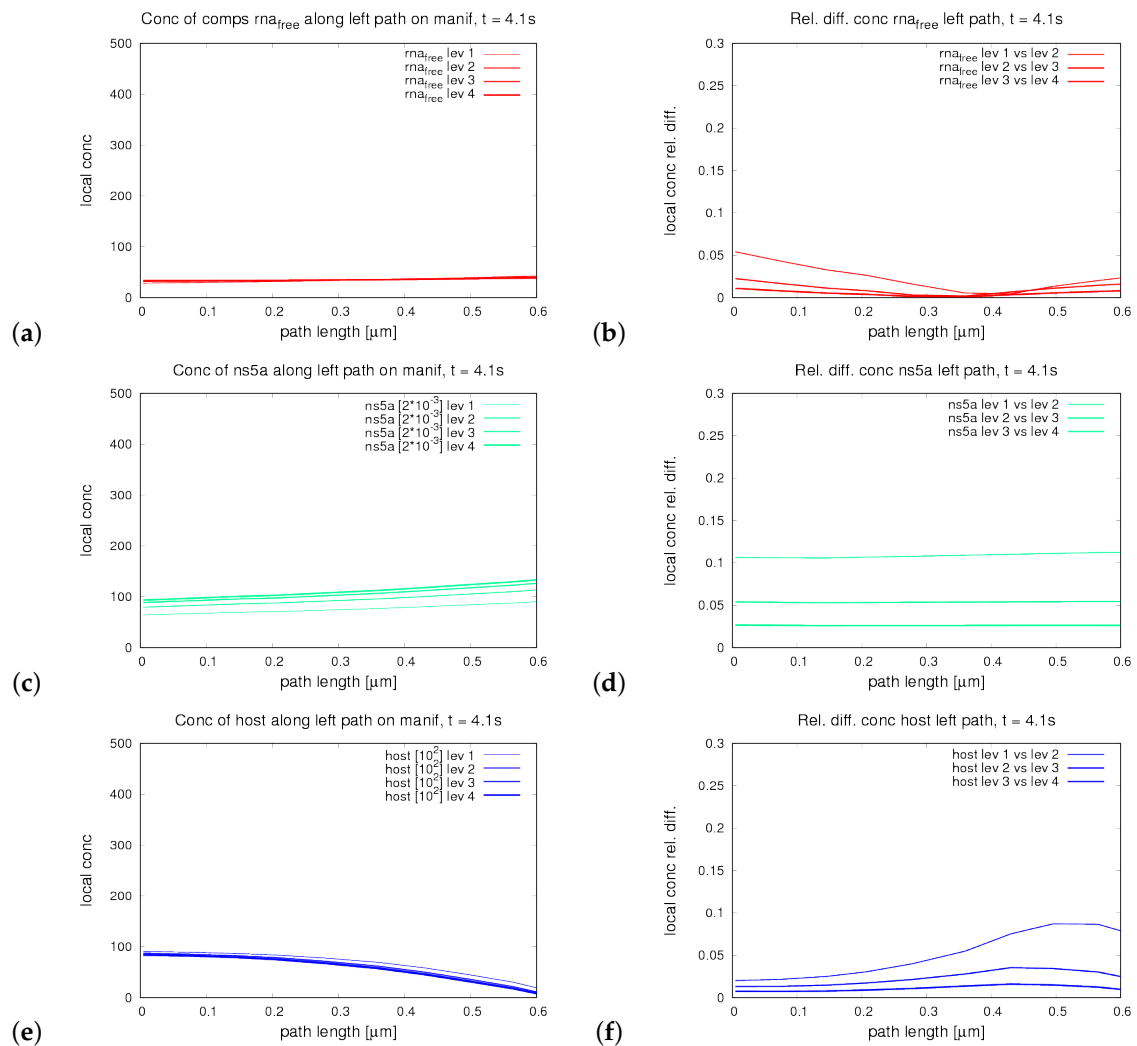 Conc of comps rna_free along left path on manif, t = 4.1s
500
400
300
200
100
0
local conc
rna_free lev 1
rna_free lev 2
rna_free lev 3
rna_free lev 4
0 0.1 0.2 0.3 0.4 0.5 0.6
path length [μm]
(a)
Rel. diff. conc rna_free left path, t = 4.1s
0.3
0.25
0.2
0.15
0.1
0.05
0
local conc rel. diff.
rna_free lev 1 vs lev 2
rna_free lev 2 vs lev 3
rna_free lev 3 vs lev 4
0 0.1 0.2 0.3 0.4 0.5 0.6
path length [μm]
(b)
Conc of ns5a along left path on manif, t = 4.1s
500
400
300
200
100
0
local conc
ns5a [2*10^-3] lev 1
ns5a [2*10^-3] lev 2
ns5a [2*10^-3] lev 3
ns5a [2*10^-3] lev 4
0 0.1 0.2 0.3 0.4 0.5 0.6
path length [μm]
(c)
Rel. diff. conc ns5a left path, t = 4.1s
0.3
0.25
0.2
0.15
0.1
0.05
0
local conc rel. diff.
ns5a lev 1 vs lev 2
ns5a lev 2 vs lev 3
ns5a lev 3 vs lev 4
0 0.1 0.2 0.3 0.4 0.5 0.6
path length [μm]
(d)
Conc of host along left path on manif, t = 4.1s
500
400
300
200
100
0
local conc
host [10^2] lev 1
host [10^2] lev 2
host [10^2] lev 3
host [10^2] lev 4
0 0.1 0.2 0.3 0.4 0.5 0.6
path length [μm]
(e)
Rel. diff. conc host left path, t = 4.1s
0.3
0.25
0.2
0.15
0.1
0.05
0
local conc rel. diff.
host lev 1 vs lev 2
host lev 2 vs lev 3
host lev 3 vs lev 4
0 0.1 0.2 0.3 0.4 0.5 0.6
path length [μm]
(f)